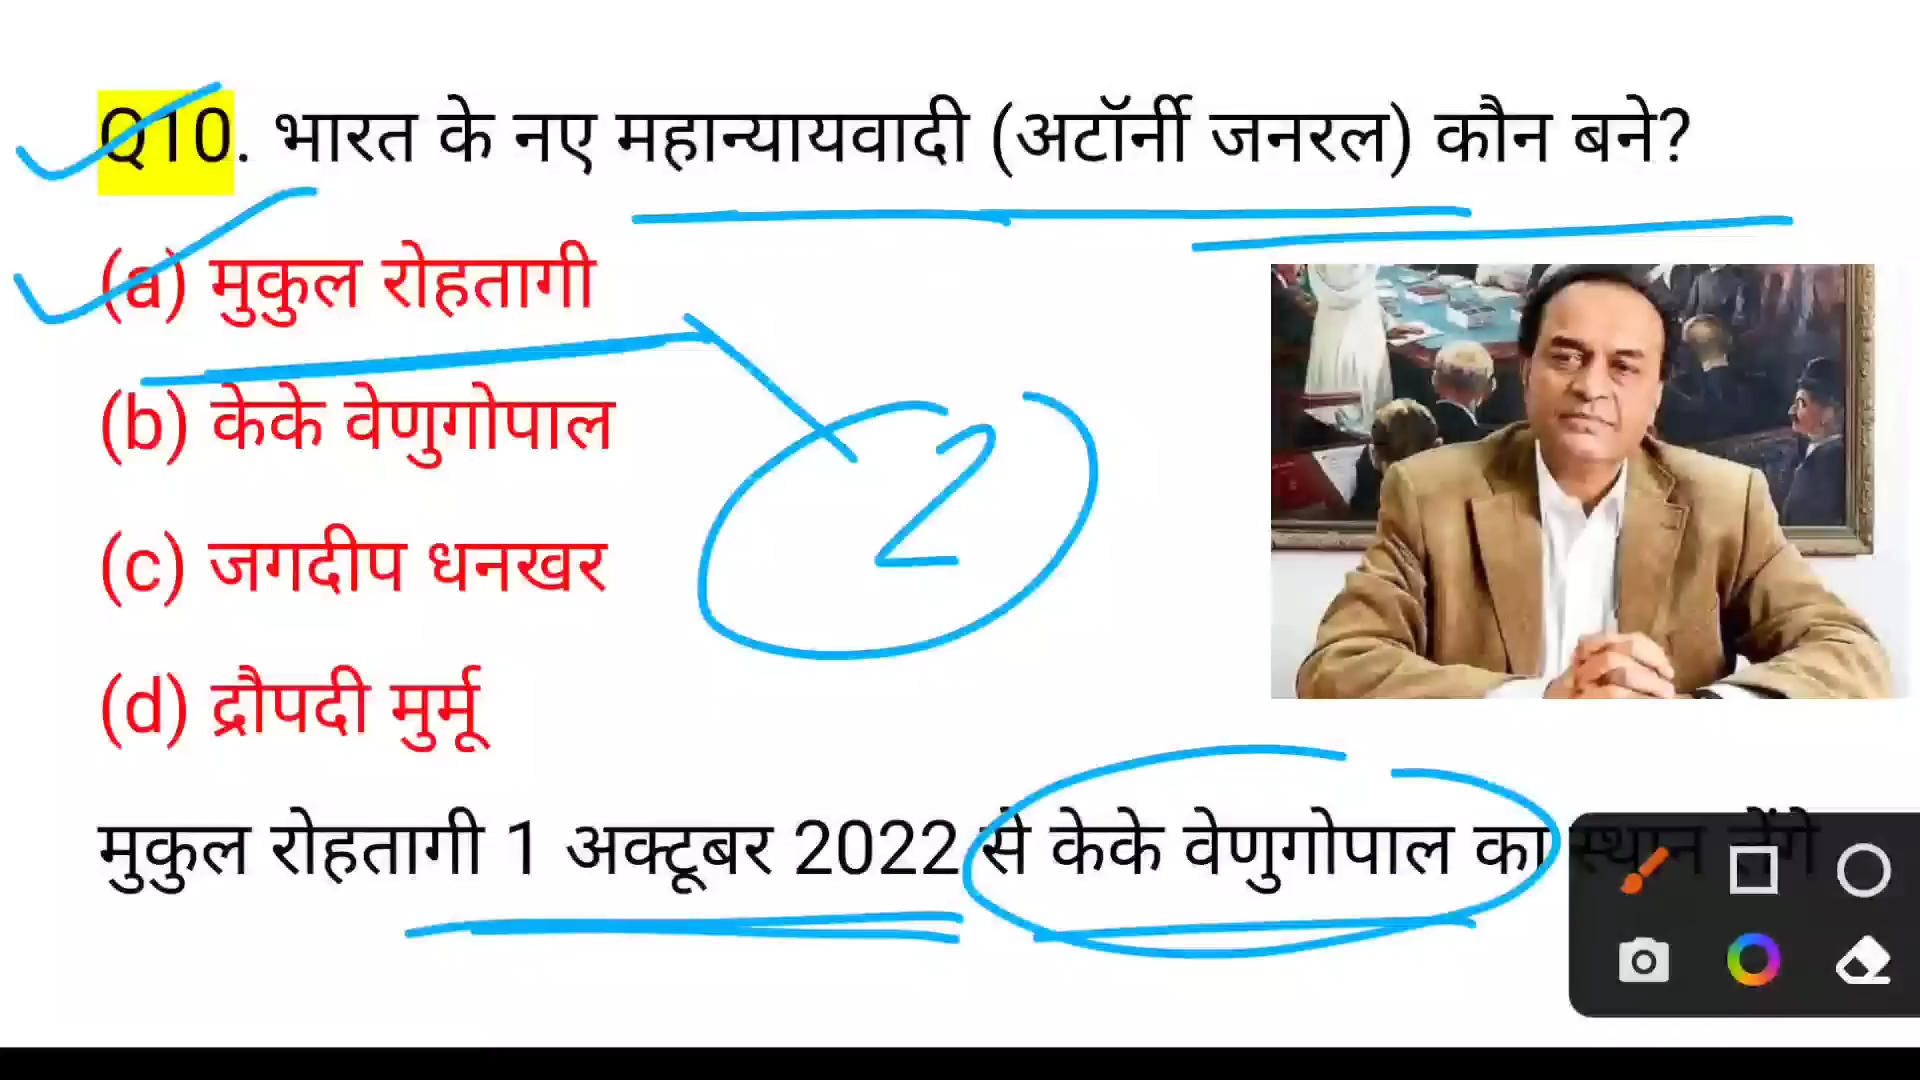 Q10. भारत के नए महान्यायवादी (अटॉर्नी जनरल) कौन बने?
(a) मुकुल रोहतागी
(b) केके वेणुगोपाल
2
(c) जगदीप धनखर
(d) द्रौपदी मुर्मू
मुकुल रोहतागी 1 अक्टूबर 2022 से केके वेणुगोपाल का स्थान लेंगे